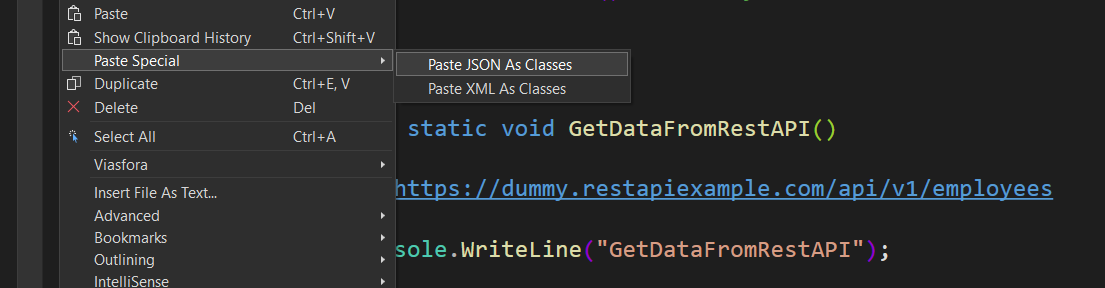 Paste Ctrl+V
Show Clipboard History Ctrl+Shift+V
Paste Special
Paste JSON As Classes
Duplicate Ctrl+E, V
Paste XML As Classes
Delete Del
static void GetDataFromRestAPI()
Select All Ctrl+A
Viasfora
https://dummy.restapiexample.com/api/v1/employees
Insert File As Text...
Advanced
Bookmarks
sole.WriteLine("GetDataFromRestAPI");
Outlining
IntelliSense